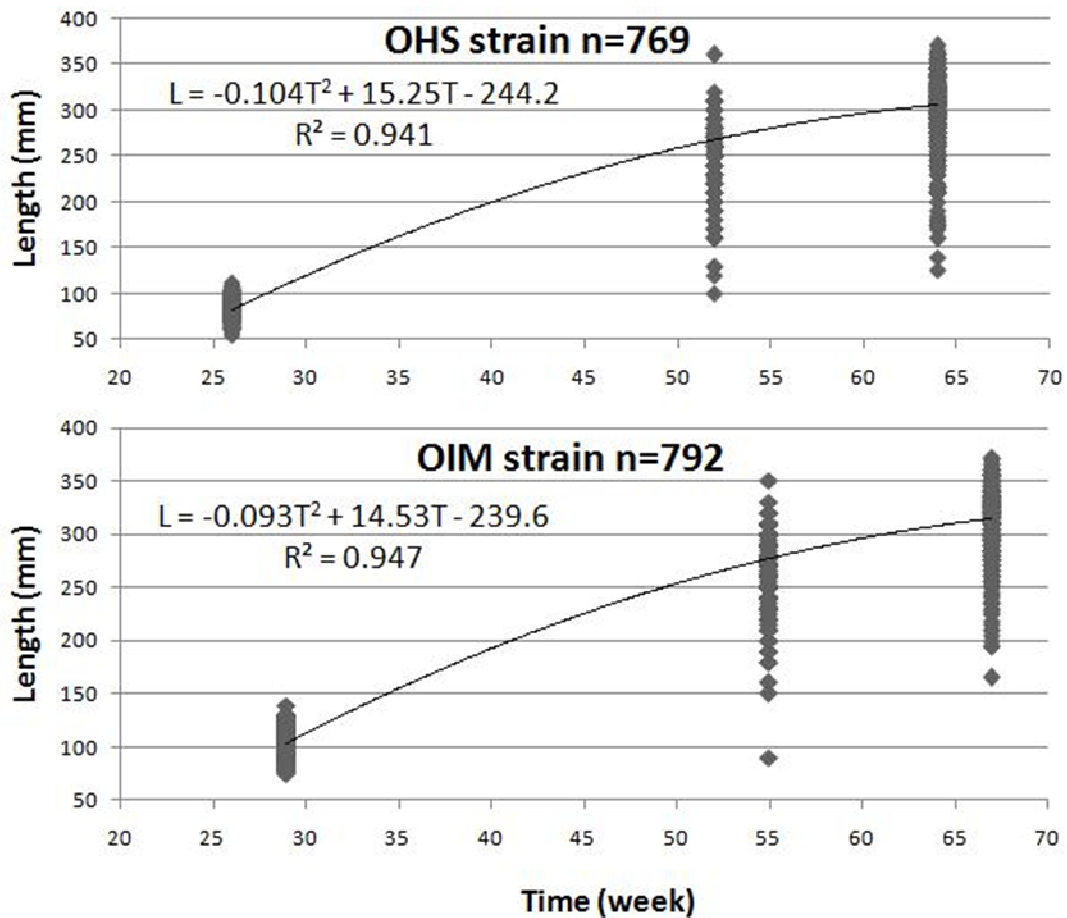 400
OHS strain n=769
350
L = -0.104T² + 15.25T - 244.2
300
R² = 0.941
250
200
150
100
50
Length (mm)
20 25 30 35 40 45 50 55 60 65 70
400
OIM strain n=792
350
L = -0.093T² + 14.53T - 239.6
300
R² = 0.947
250
200
150
100
50
Length (mm)
20 25 30 35 40 45 50 55 60 65 70
Time (week)